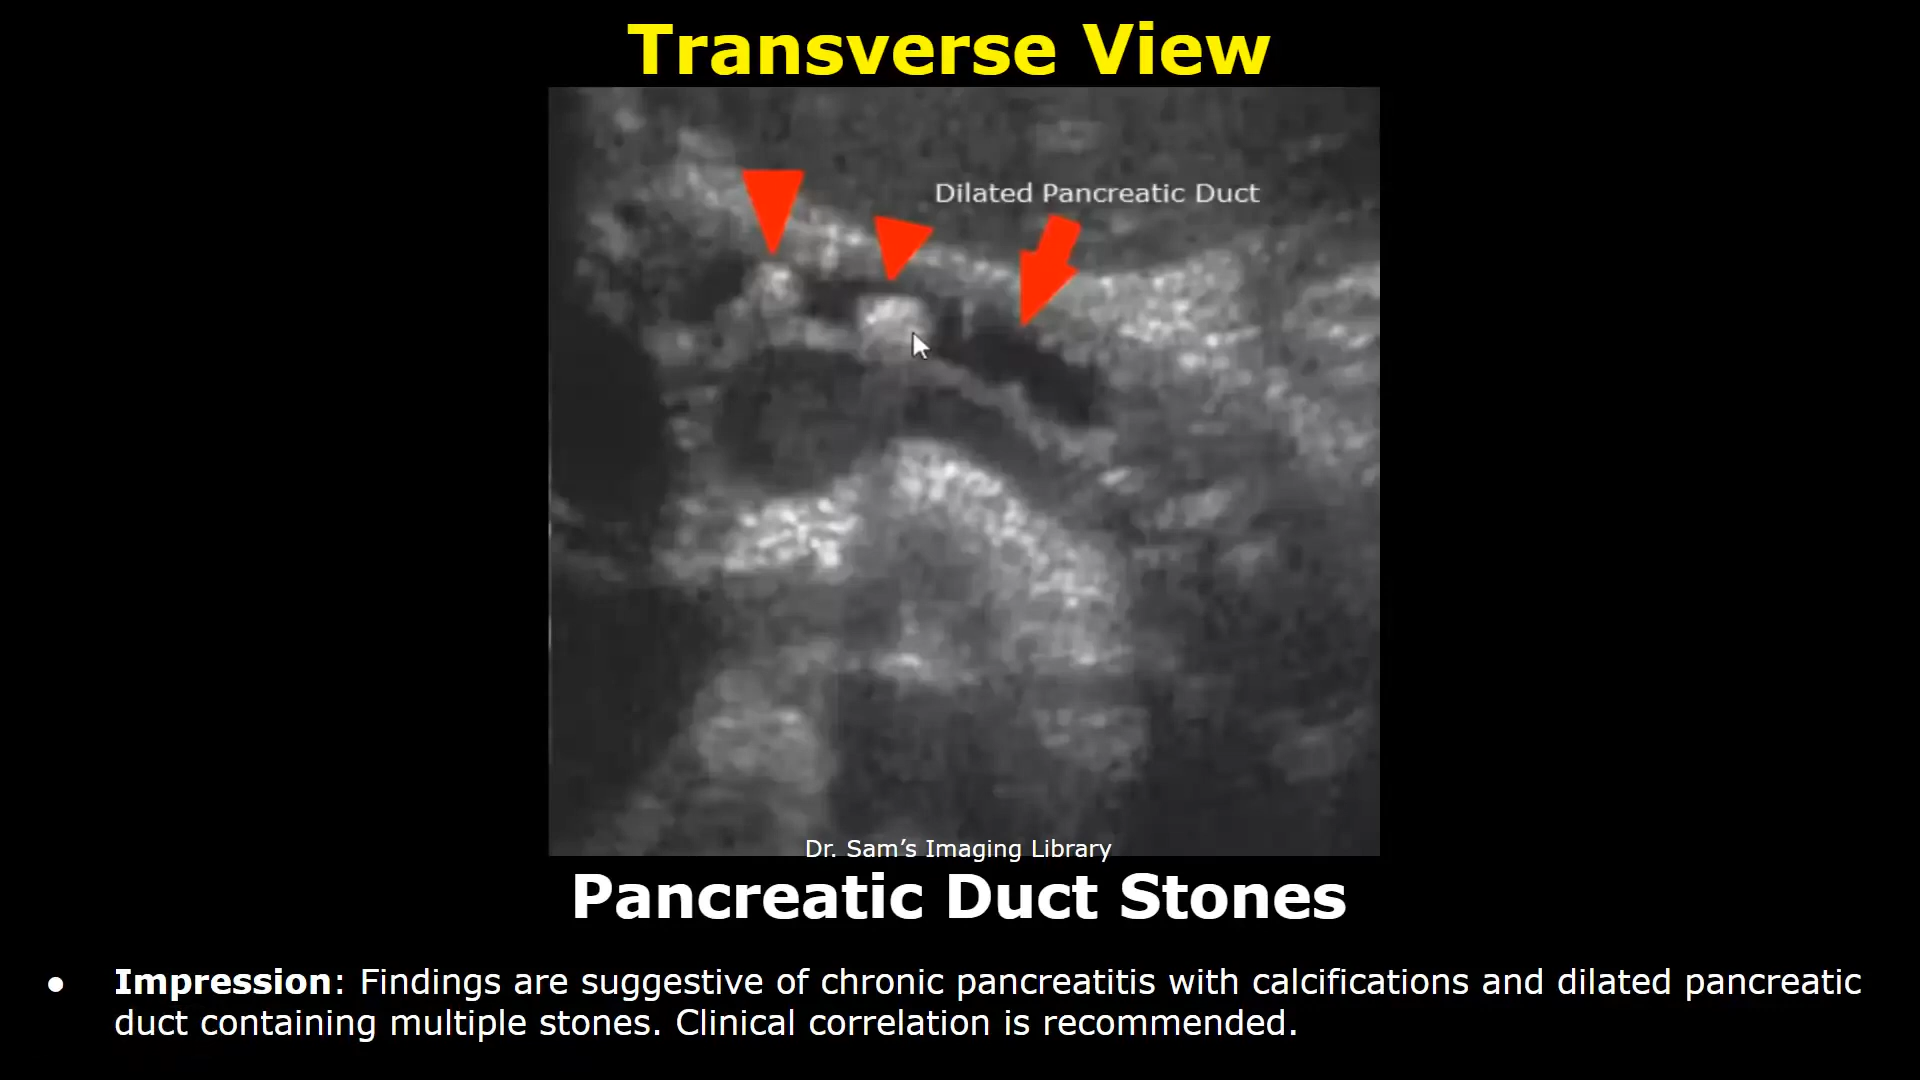 Transverse View
Dilated Pancreatic Duct
Dr. Sam’s Imaging Library
Pancreatic Duct Stones
● Impression: Findings are suggestive of chronic pancreatitis with calcifications and dilated pancreatic
duct containing multiple stones. Clinical correlation is recommended.